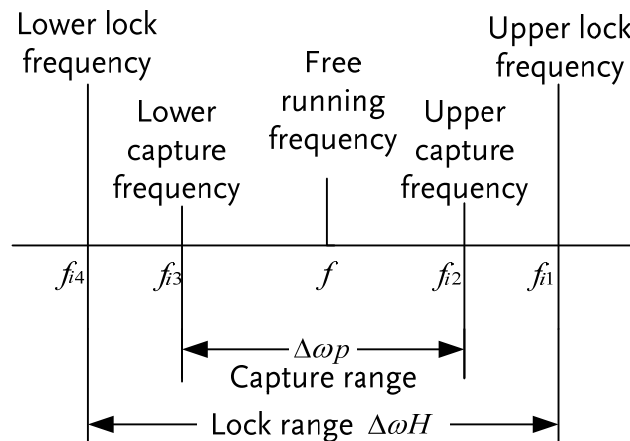 Lower lock
frequency
Upper lock
frequency
Free
running
frequency
Lower
capture
frequency
Upper
capture
frequency
fi4
fi3
f
fi2
fi1
Δωp
Capture range
Lock range ΔωH